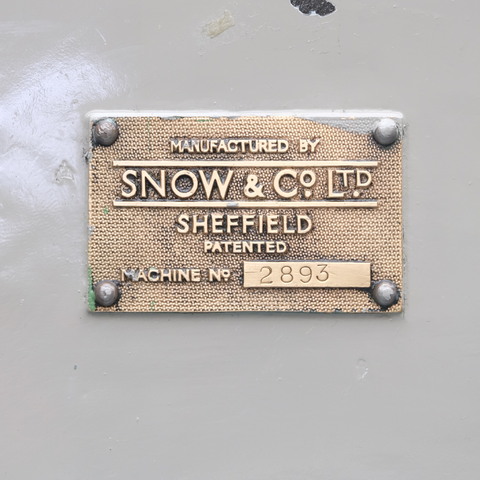 MANUFACTURED BY
SNOW & CO. LTD.
SHEFFIELD
PATENTED
MACHINE NO. 2893